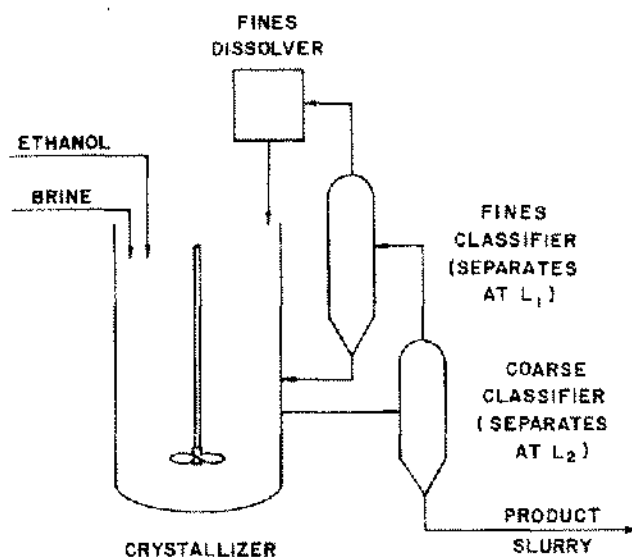 FINES
DISSOLVER
ETHANOL
BRINE
FINES
CLASSIFIER
(SEPARATES
AT L₁)
COARSE
CLASSIFIER
(SEPARATES
AT L₂)
PRODUCT
SLURRY
CRYSTALLIZER